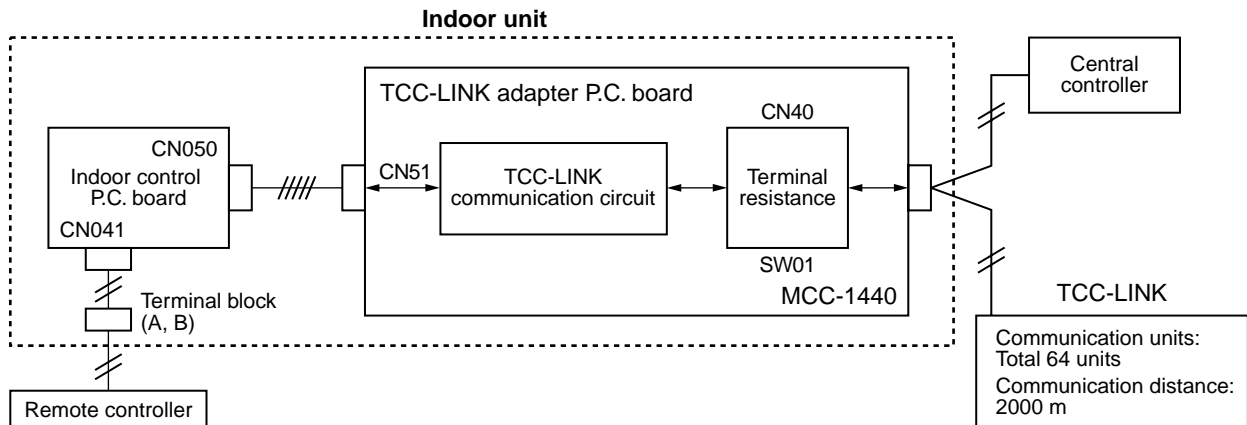 Indoor unit
TCC-LINK adapter P.C. board
CN050
Indoor control
P.C. board
CN041
Terminal block
(A, B)
Remote controller
CN51
TCC-LINK
communication circuit
CN40
Terminal
resistance
SW01
MCC-1440
Central
controller
TCC-LINK
Communication units:
Total 64 units
Communication distance:
2000 m